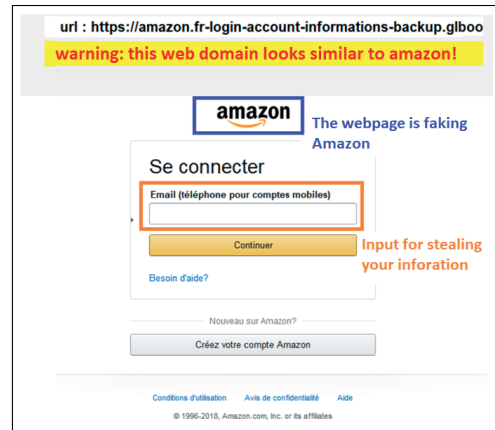 url : https://amazon.fr-login-account-informations-backup.glboo
warning: this web domain looks similar to amazon!
amazon
The webpage is faking
Amazon
Se connecter
Email (téléphone pour comptes mobiles)
Continuer
Input for stealing
your inforation
Besoin d'aide?
Nouveau sur Amazon?
Créez votre compte Amazon
Conditions d'utilisation Avis de confidentialité Aide
© 1996-2018, Amazon.com, Inc. or its affiliates